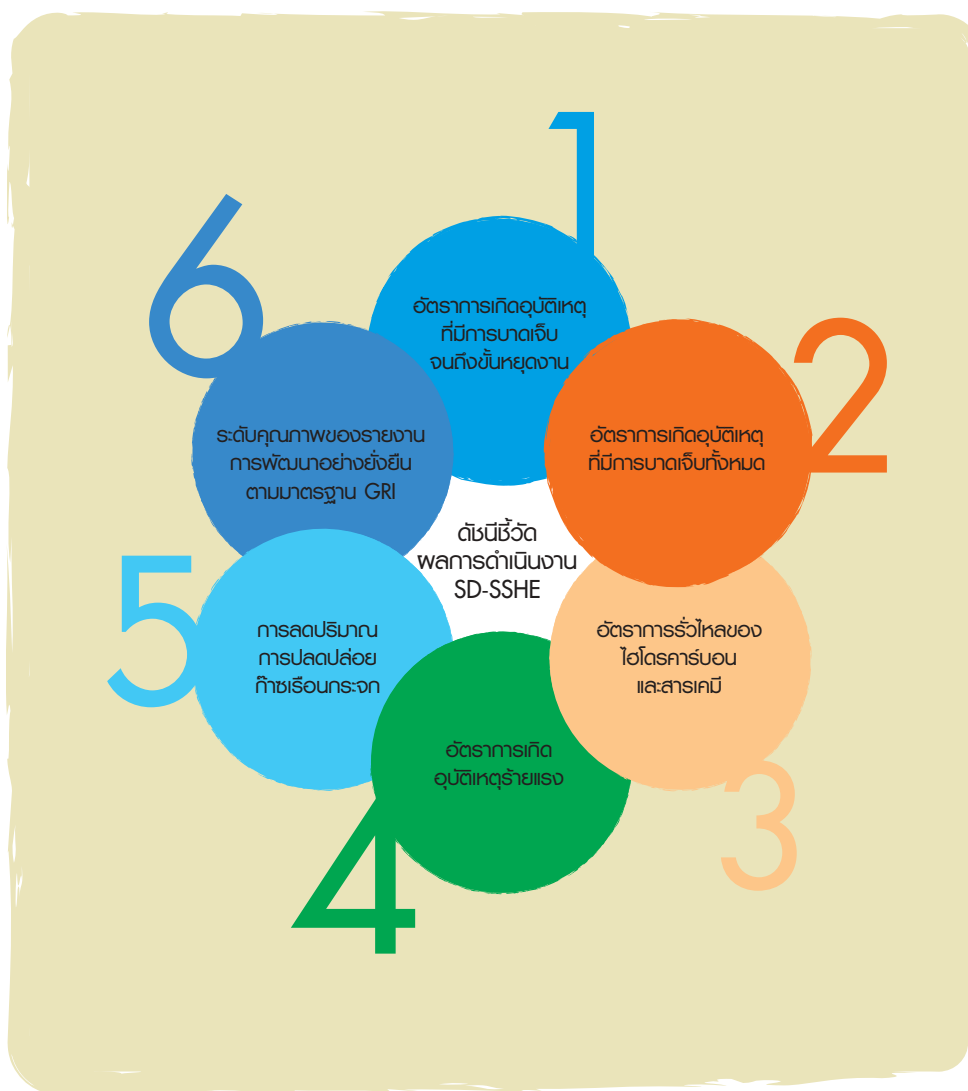 1
อัตราการเกิดอุบัติเหตุ
ที่มีการบาดเจ็บ
จนถึงขั้นหยุดงาน
2
อัตราการเกิดอุบัติเหตุ
ที่มีการบาดเจ็บทั้งหมด
3
อัตราการรั่วไหลของ
ไฮโดรคาร์บอน
และสารเคมี
4
อัตราการเกิด
อุบัติเหตุร้ายแรง
5
การลดปริมาณ
การปลดปล่อย
ก๊าซเรือนกระจก
6
ระดับคุณภาพของรายงาน
การพัฒนาอย่างยั่งยืน
ตามมาตรฐาน GRI
ดัชนีชี้วัด
ผลการดำเนินงาน
SD-SSHE